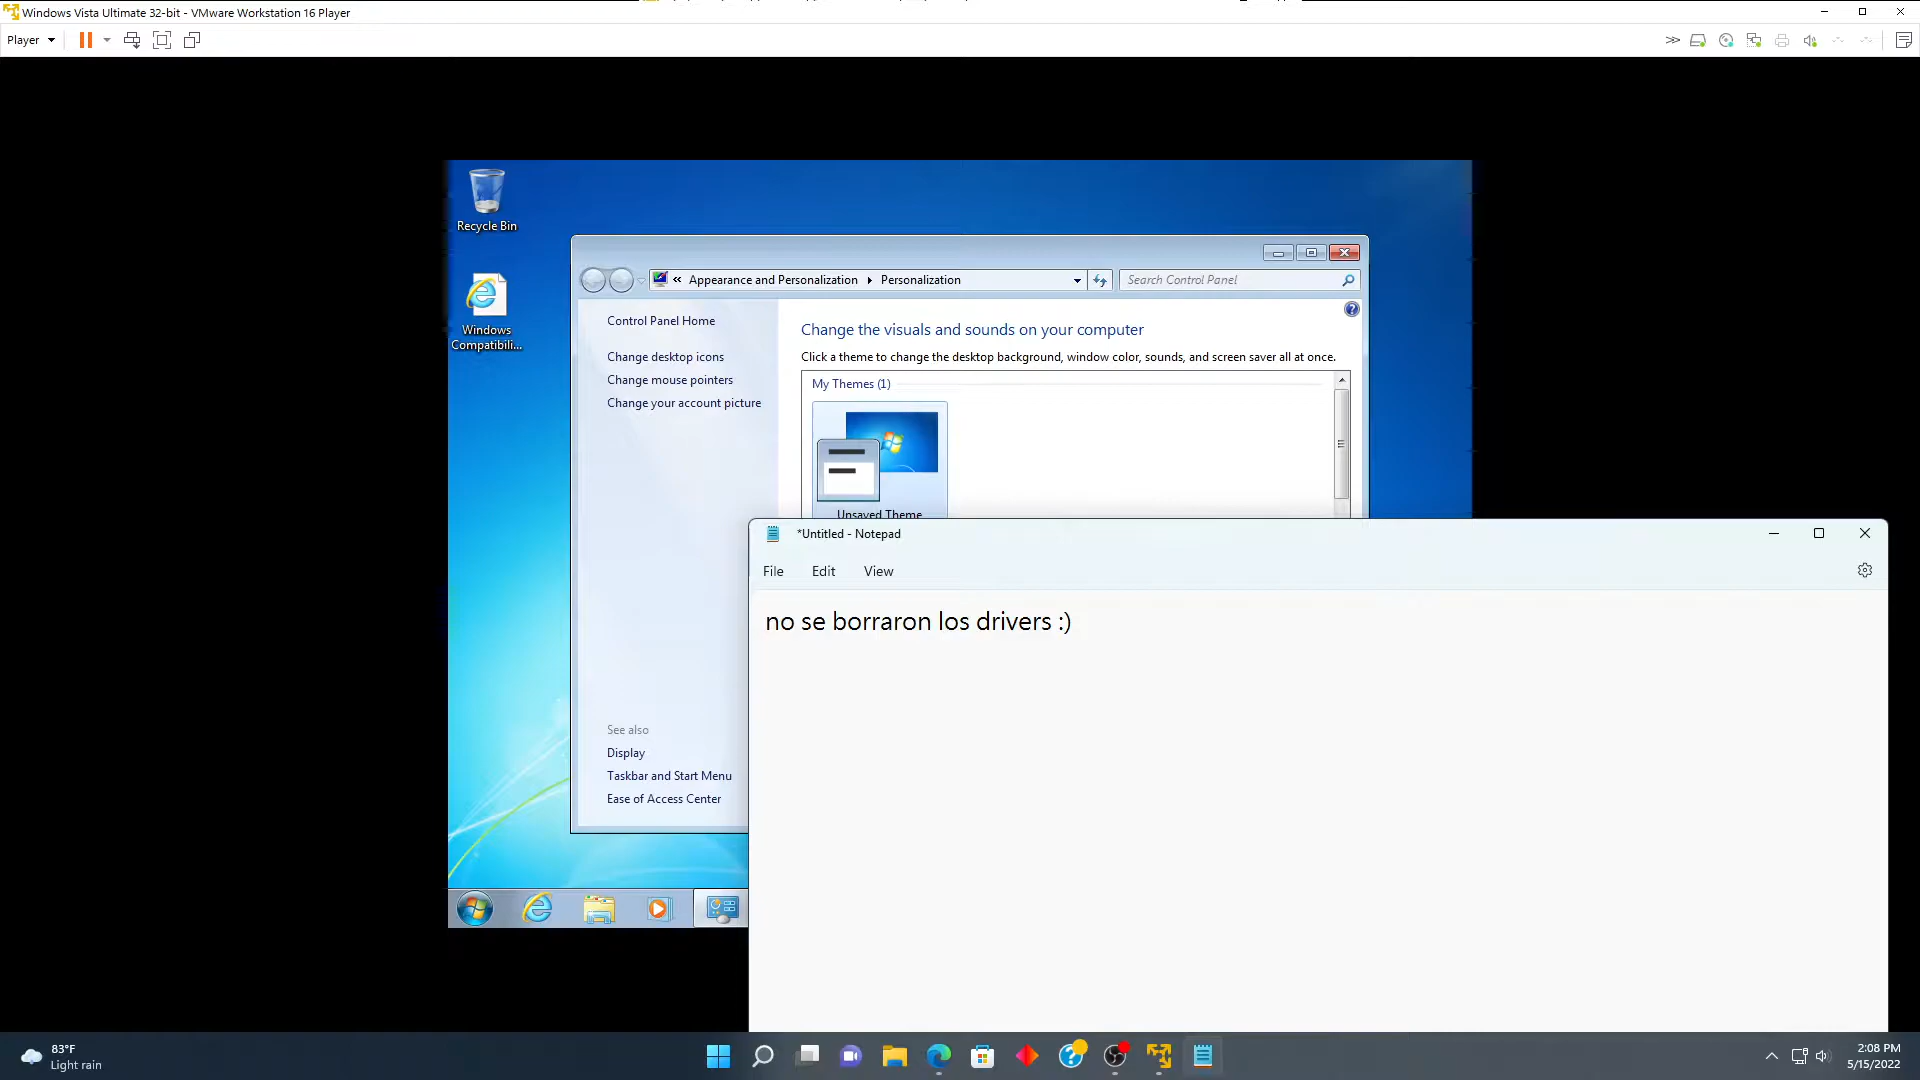 Windows Vista Ultimate 32-bit - VMware Workstation 16 Player
Player
Recycle Bin
Windows
Compatibili...
« Appearance and Personalization
Personalization
Search Control Panel
Control Panel Home
Change desktop icons
Change mouse pointers
Change your account picture
Change the visuals and sounds on your computer
Click a theme to change the desktop background, window color, sounds, and screen saver all at once.
My Themes (1)
Unsaved Theme
See also
Display
Taskbar and Start Menu
Ease of Access Center
*Untitled - Notepad
File Edit View
no se borraron los drivers :)
83°F
Light rain
2:08 PM
5/15/2022